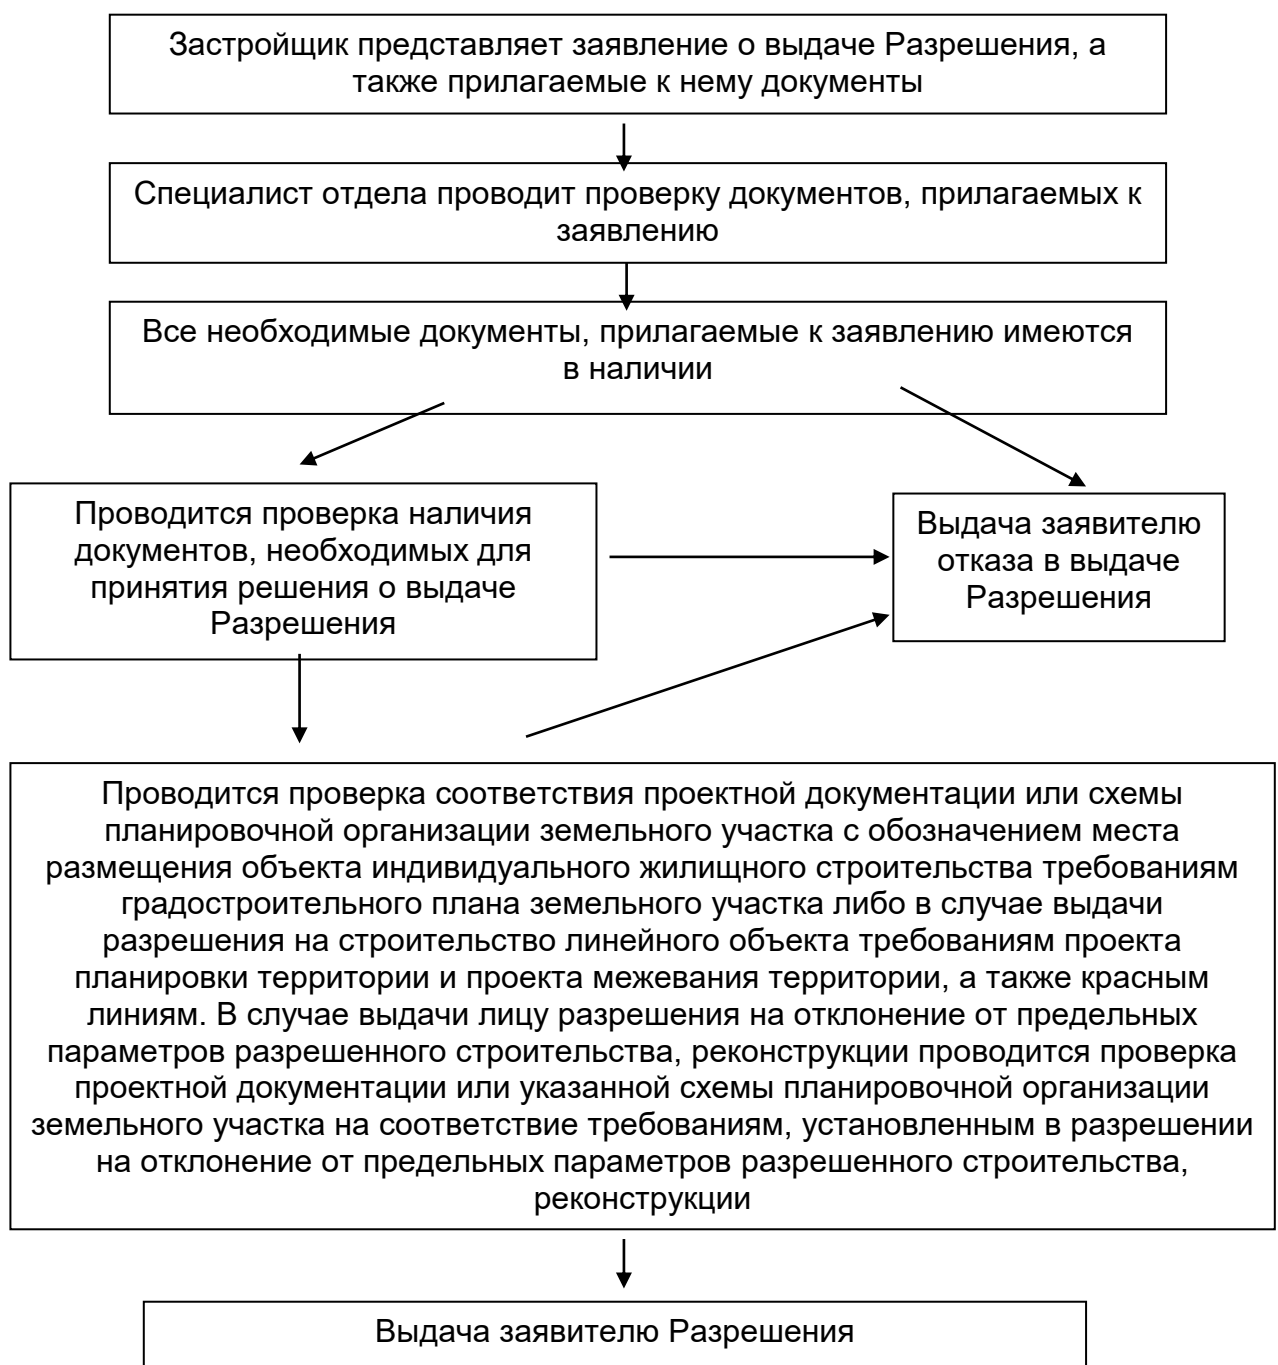 Застройщик представляет заявление о выдаче Разрешения, а
также прилагаемые к нему документы
Специалист отдела проводит проверку документов, прилагаемых к
заявлению
Все необходимые документы, прилагаемые к заявлению имеются
в наличии
Проводится проверка наличия
документов, необходимых для
принятия решения о выдаче
Разрешения
Выдача заявителю
отказа в выдаче
Разрешения
Проводится проверка соответствия проектной документации или схемы
планировочной организации земельного участка с обозначением места
размещения объекта индивидуального жилищного строительства требованиям
градостроительного плана земельного участка либо в случае выдачи
разрешения на строительство линейного объекта требованиям проекта
планировки территории и проекта межевания территории, а также красным
линиям. В случае выдачи лицу разрешения на отклонение от предельных
параметров разрешенного строительства, реконструкции проводится проверка
проектной документации или указанной схемы планировочной организации
земельного участка на соответствие требованиям, установленным в разрешении
на отклонение от предельных параметров разрешенного строительства,
реконструкции
Выдача заявителю Разрешения